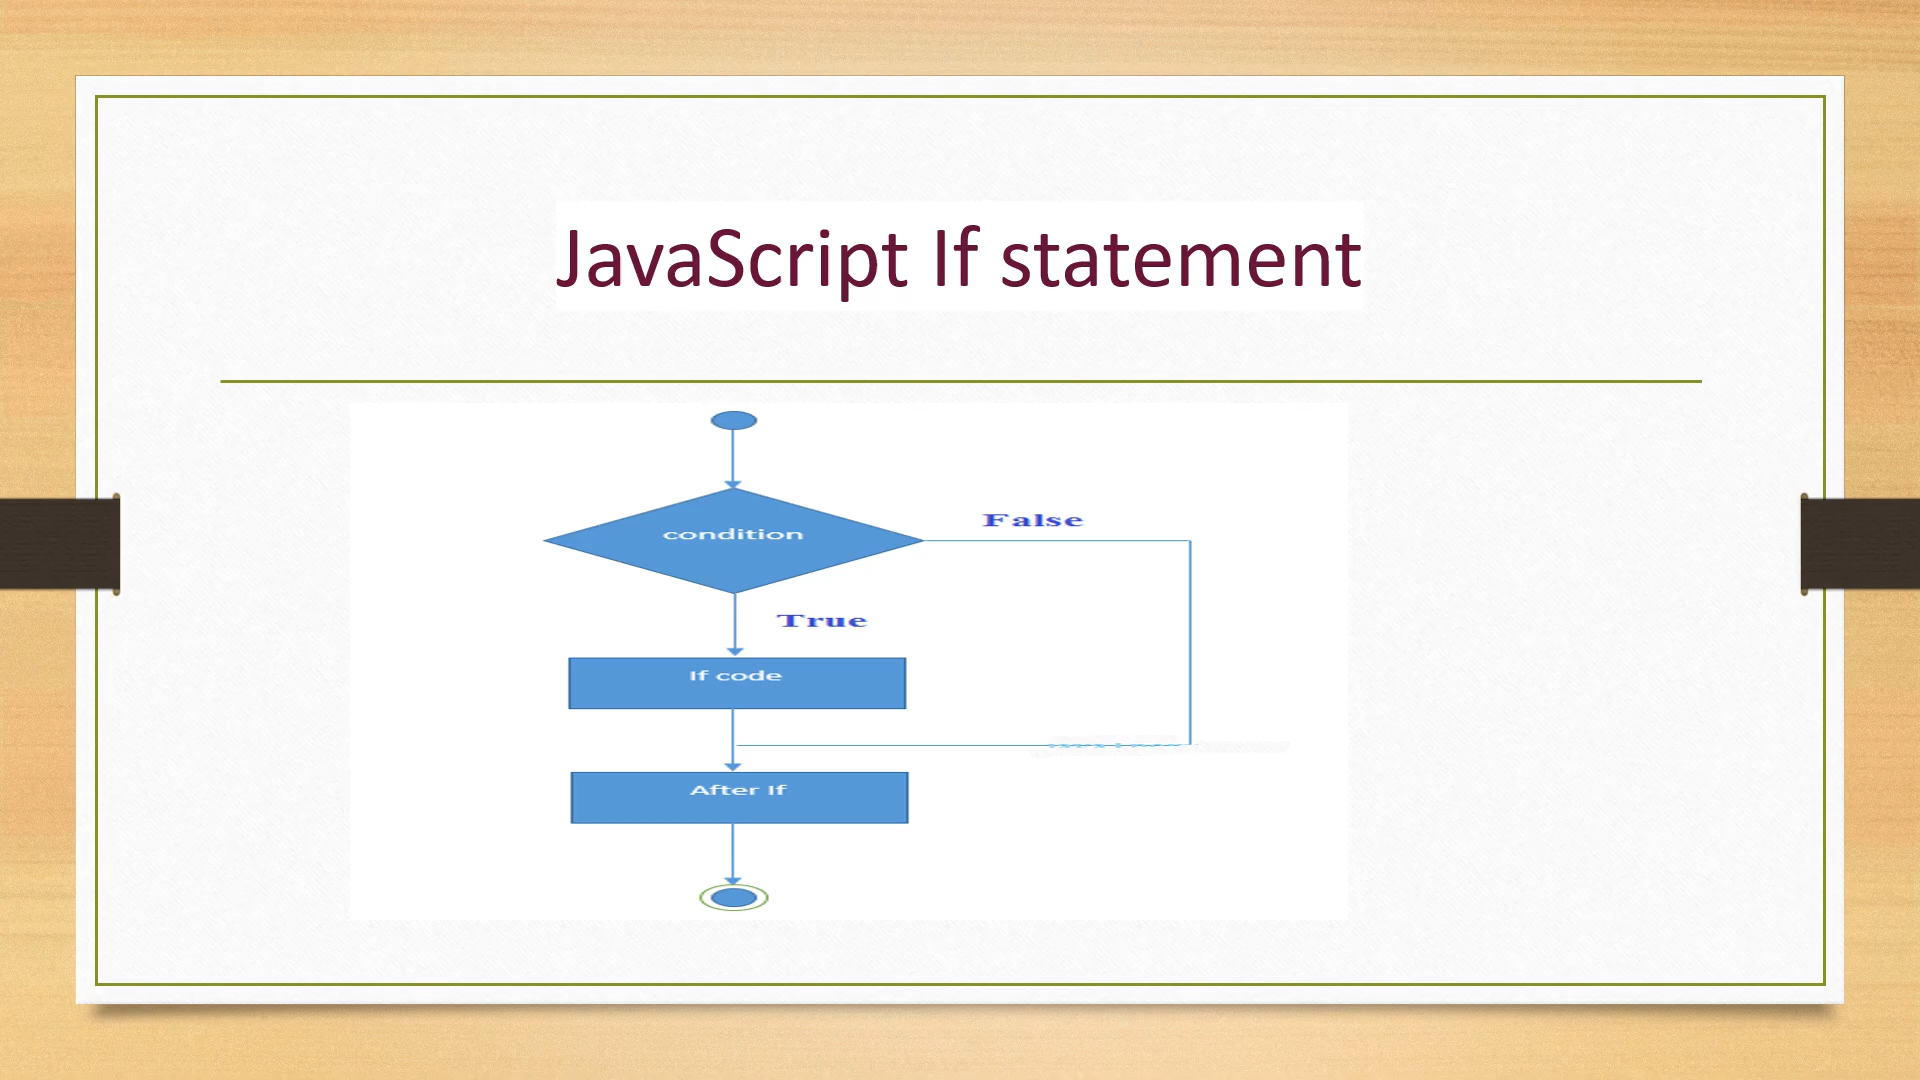 JavaScript If statement
condition
False
True
If code
After If